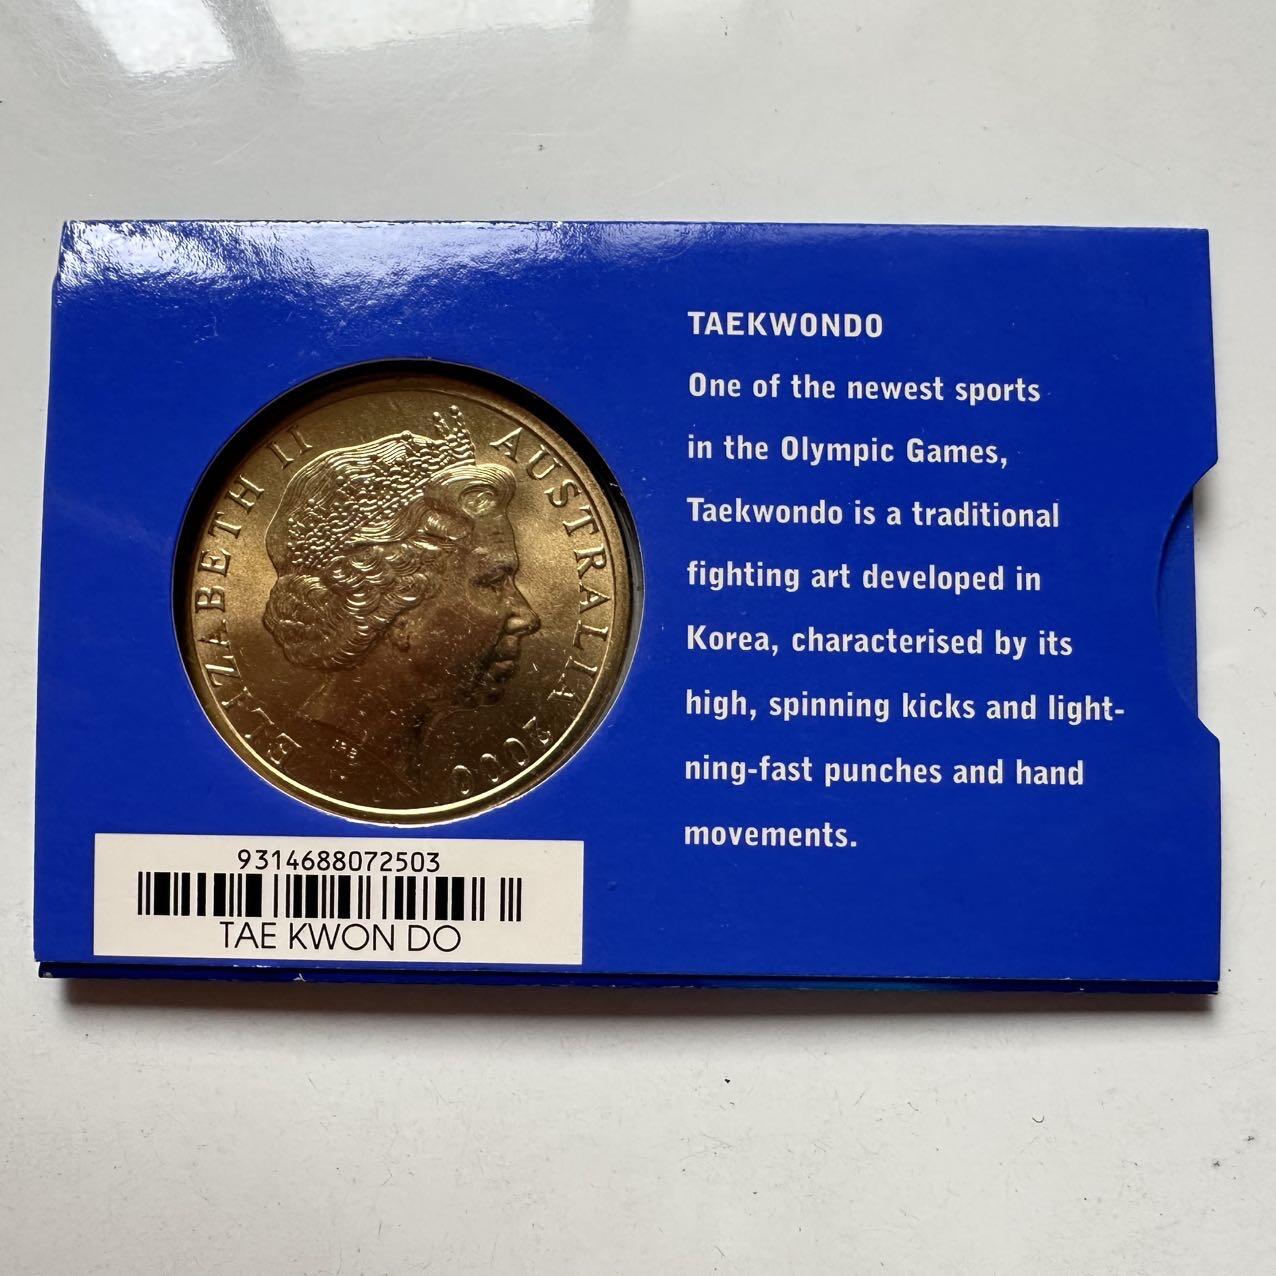 TAEKWONDO
One of the newest sports
in the Olympic Games,
Taekwondo is a traditional
fighting art developed in
Korea, characterised by its
high, spinning kicks and light-
ning-fast punches and hand
movements.
ELIZABETH II AUSTRALIA 2000
IRB
9314688072503
TAE KWON DO